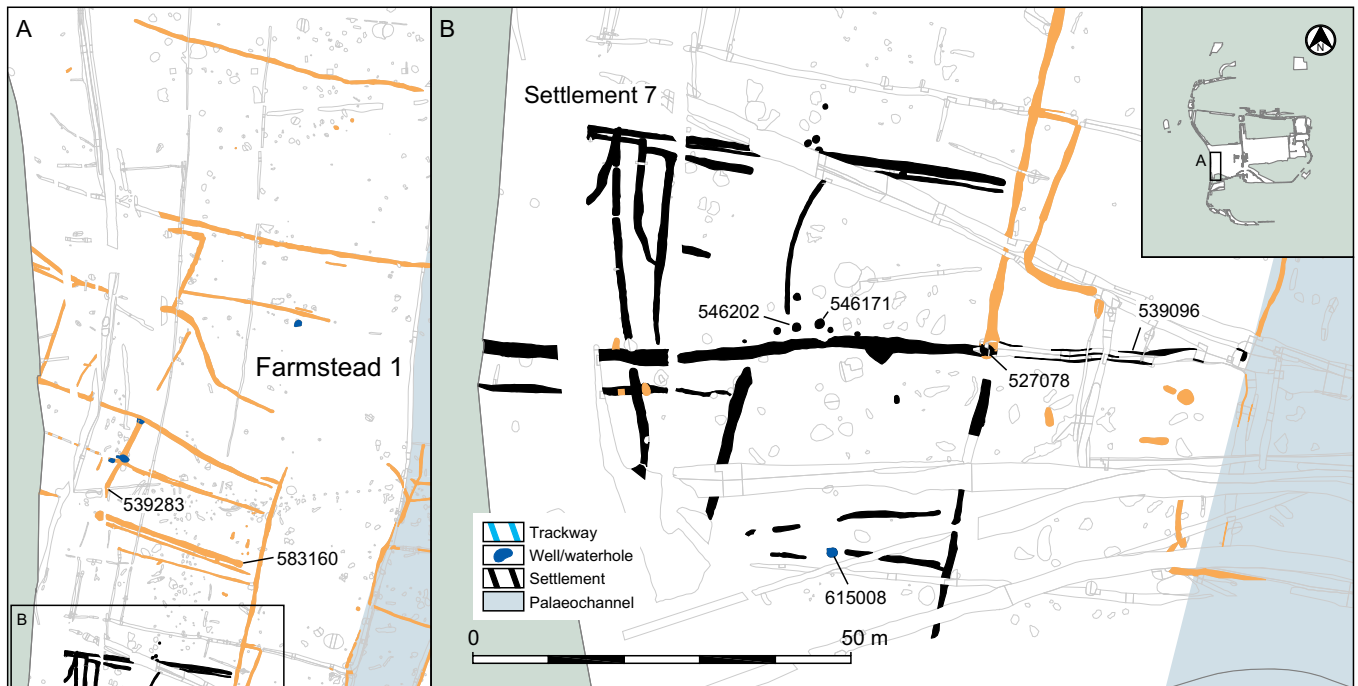 A
Farmstead 1
539283
583160
B
B
Settlement 7
546202
546171
539096
527078
615008
Trackway
Well/waterhole
Settlement
Palaeochannel
0
50 m
N
A